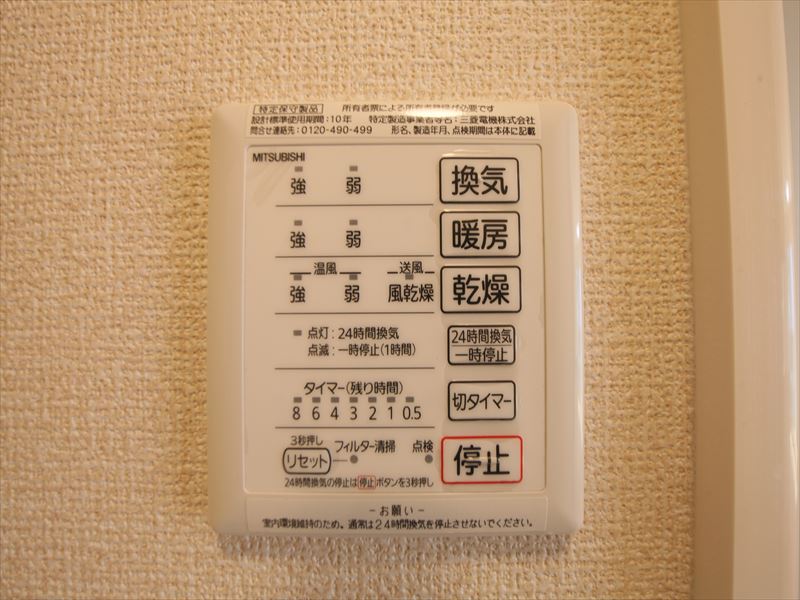 特定保守製品 所有者票による所有者登録が必要です
設計標準使用期間:10年 特定製造事業者等名:三菱電機株式会社
問合せ連絡先:0120-490-499 形名、製造年月、点検期間は本体に記載
MITSUBISHI
強 弱 換気
強 弱 暖房
温風 送風
強 弱 風乾燥 乾燥
点灯:24時間換気 24時間換気
点滅:一時停止(1時間) 一時停止
タイマー(残り時間)
8 6 4 3 2 1 0.5 切タイマー
3秒押し
リセット フィルター清掃 点検 停止
24時間換気の停止は停止ボタンを3秒押し
-お願い-
室内環境維持のため。通常は24時間換気を停止させないでください。